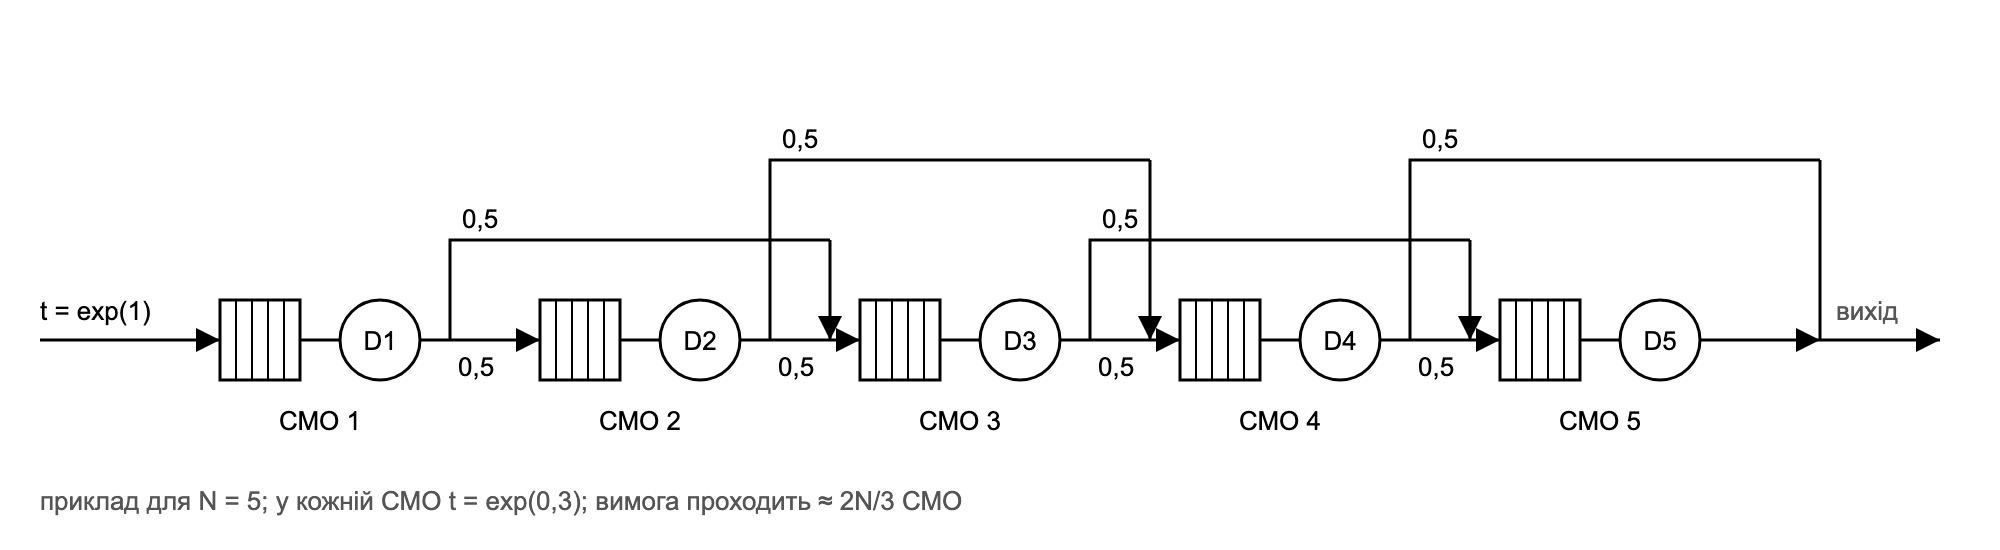 0,5
0,5
0,5
0,5
t = exp(1)
вихід
D1
D2
D3
D4
D5
0,5
0,5
0,5
0,5
СМО 1
СМО 2
СМО 3
СМО 4
СМО 5
приклад для N = 5; у кожній СМО t = exp(0,3); вимога проходить ≈ 2N/3 СМО